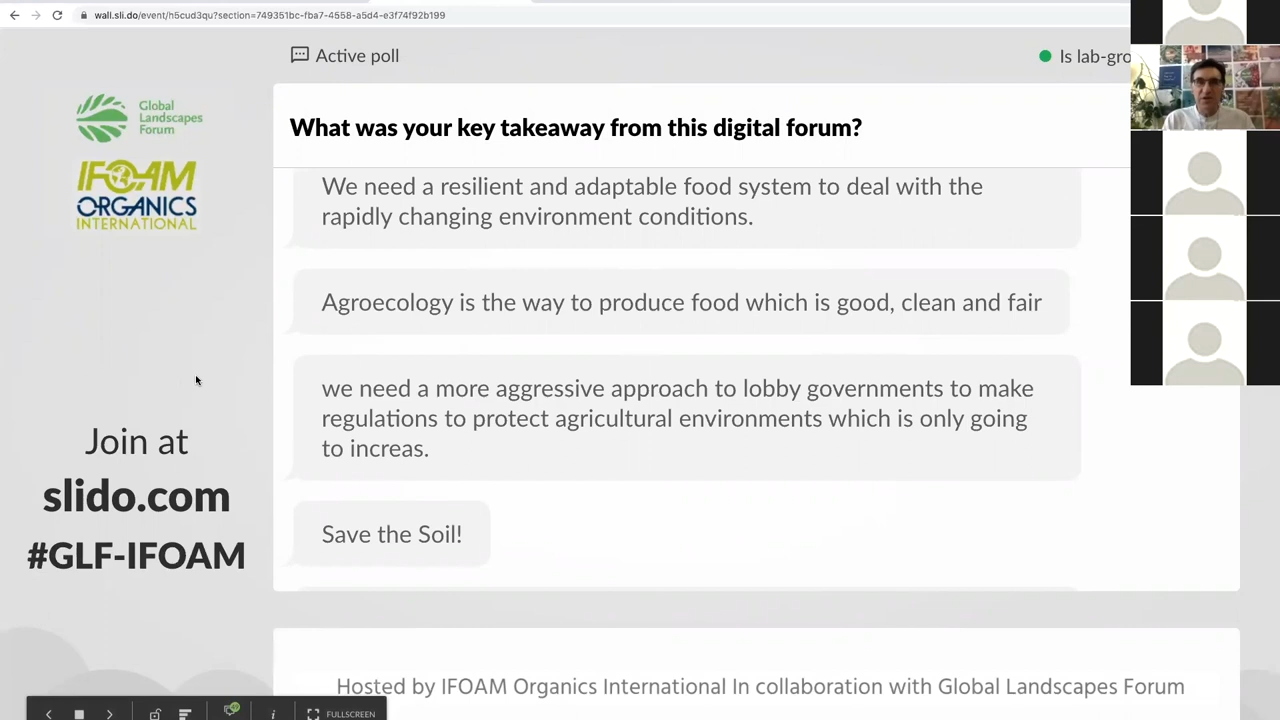 wall.sli.do/event/h5cud3qu?section=749351bc-fba7-4558-a5d4-e3f74f92b199
Active poll
Is lab-gro
Global
Landscapes
Forum
IFOAM
ORGANICS
INTERNATIONAL
What was your key takeaway from this digital forum?
We need a resilient and adaptable food system to deal with the
rapidly changing environment conditions.
Agroecology is the way to produce food which is good, clean and fair
we need a more aggressive approach to lobby governments to make
regulations to protect agricultural environments which is only going
to increas.
Save the Soil!
Join at
slido.com
#GLF-IFOAM
Hosted by IFOAM Organics International In collaboration with Global Landscapes Forum
FULLSCREEN